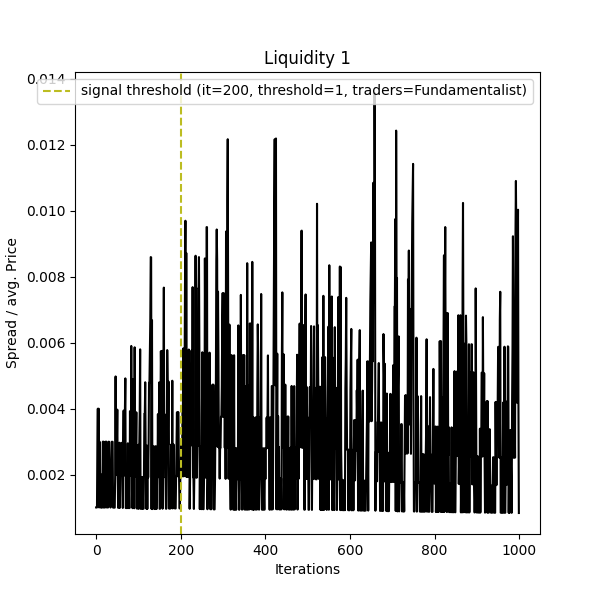 Liquidity 1
0.014
signal threshold (it=200, threshold=1, traders=Fundamentalist)
0.012
0.010
0.008
0.006
0.004
0.002
Spread / avg. Price
0 200 400 600 800 1000
Iterations